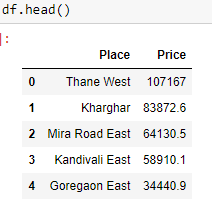 df.head()
]:
Place Price
0 Thane West 107167
1 Kharghar 83872.6
2 Mira Road East 64130.5
3 Kandivali East 58910.1
4 Goregaon East 34440.9